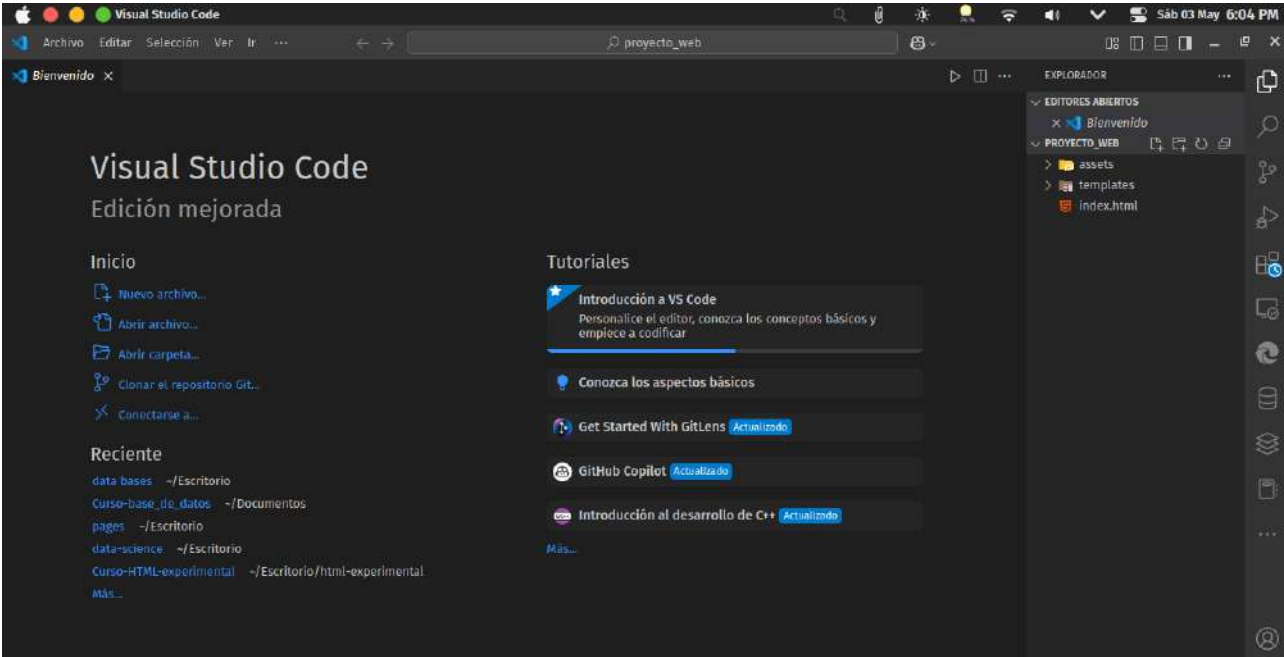 Visual Studio Code
Sáb 03 May 6:04 PM
Archivo Editar Selección Ver Ir ···
proyecto_web
Bienvenido
EXPLORADOR
EDITORES ABIERTOS
Bienvenido
PROYECTO_WEB
assets
templates
index.html
Visual Studio Code
Edición mejorada
Inicio
Nuevo archivo...
Abrir archivo...
Abrir carpeta...
Clonar el repositorio Git...
Conectarse a...
Reciente
data bases ~/Escritorio
Curso-base_de_datos ~/Documentos
pages ~/Escritorio
data-science ~/Escritorio
Curso-HTML-experimental ~/Escritorio/html-experimental
Más...
Tutoriales
Introducción a VS Code
Personalice el editor, conozca los conceptos básicos y
empiece a codificar
Conozca los aspectos básicos
Get Started With GitLens Actualizado
GitHub Copilot Actualizado
Introducción al desarrollo de C++ Actualizado
Más...